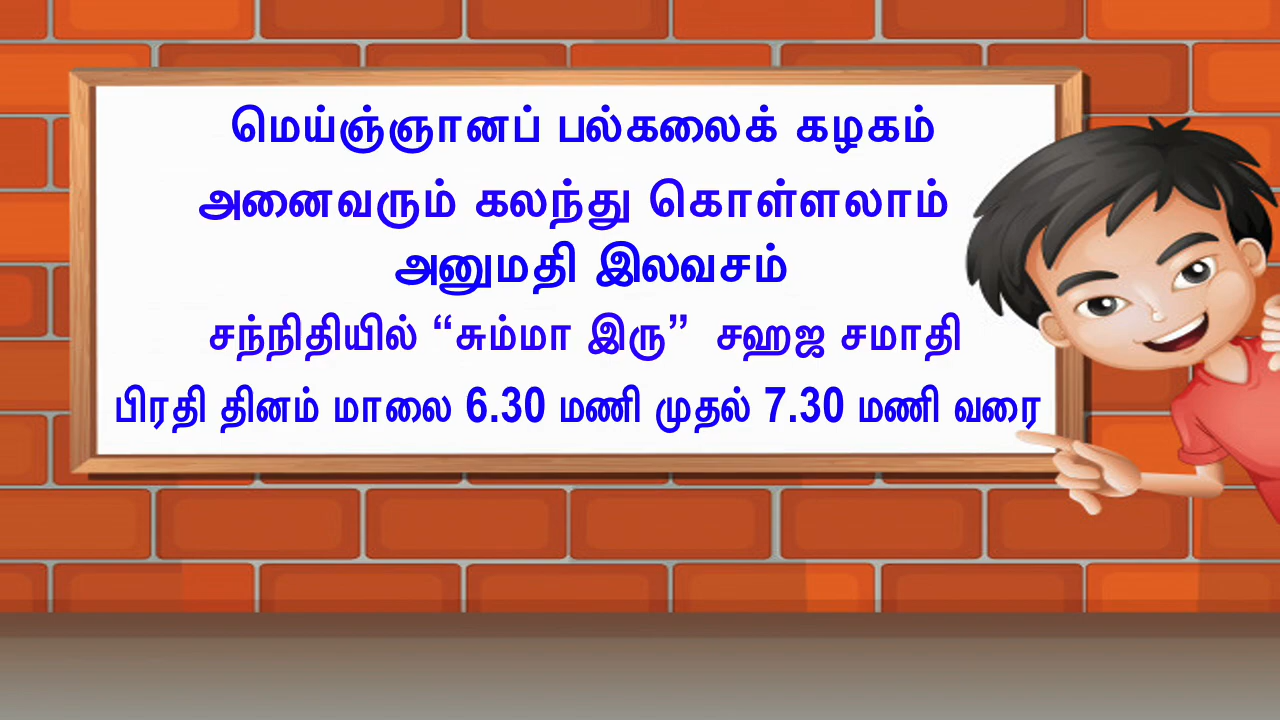 மெய்ஞ்ஞானப் பல்கலைக் கழகம்
அனைவரும் கலந்து கொள்ளலாம்
அனுமதி இலவசம்
சந்நிதியில் “சும்மா இரு” சஹஜ சமாதி
பிரதி தினம் மாலை 6.30 மணி முதல் 7.30 மணி வரை